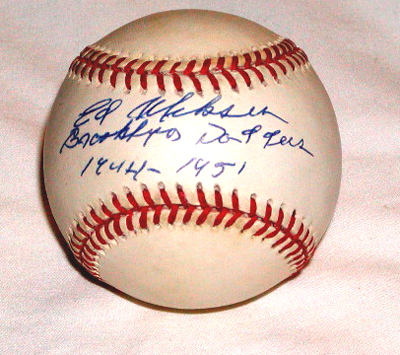 Ed Miksis
Brooklyn Dodgers
1944-1951